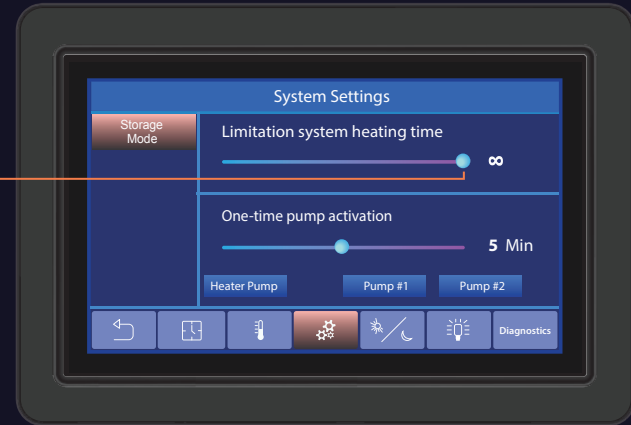 System Settings
Storage
Mode
Limitation system heating time
∞
One-time pump activation
5 Min
Heater Pump
Pump #1
Pump #2
Diagnostics